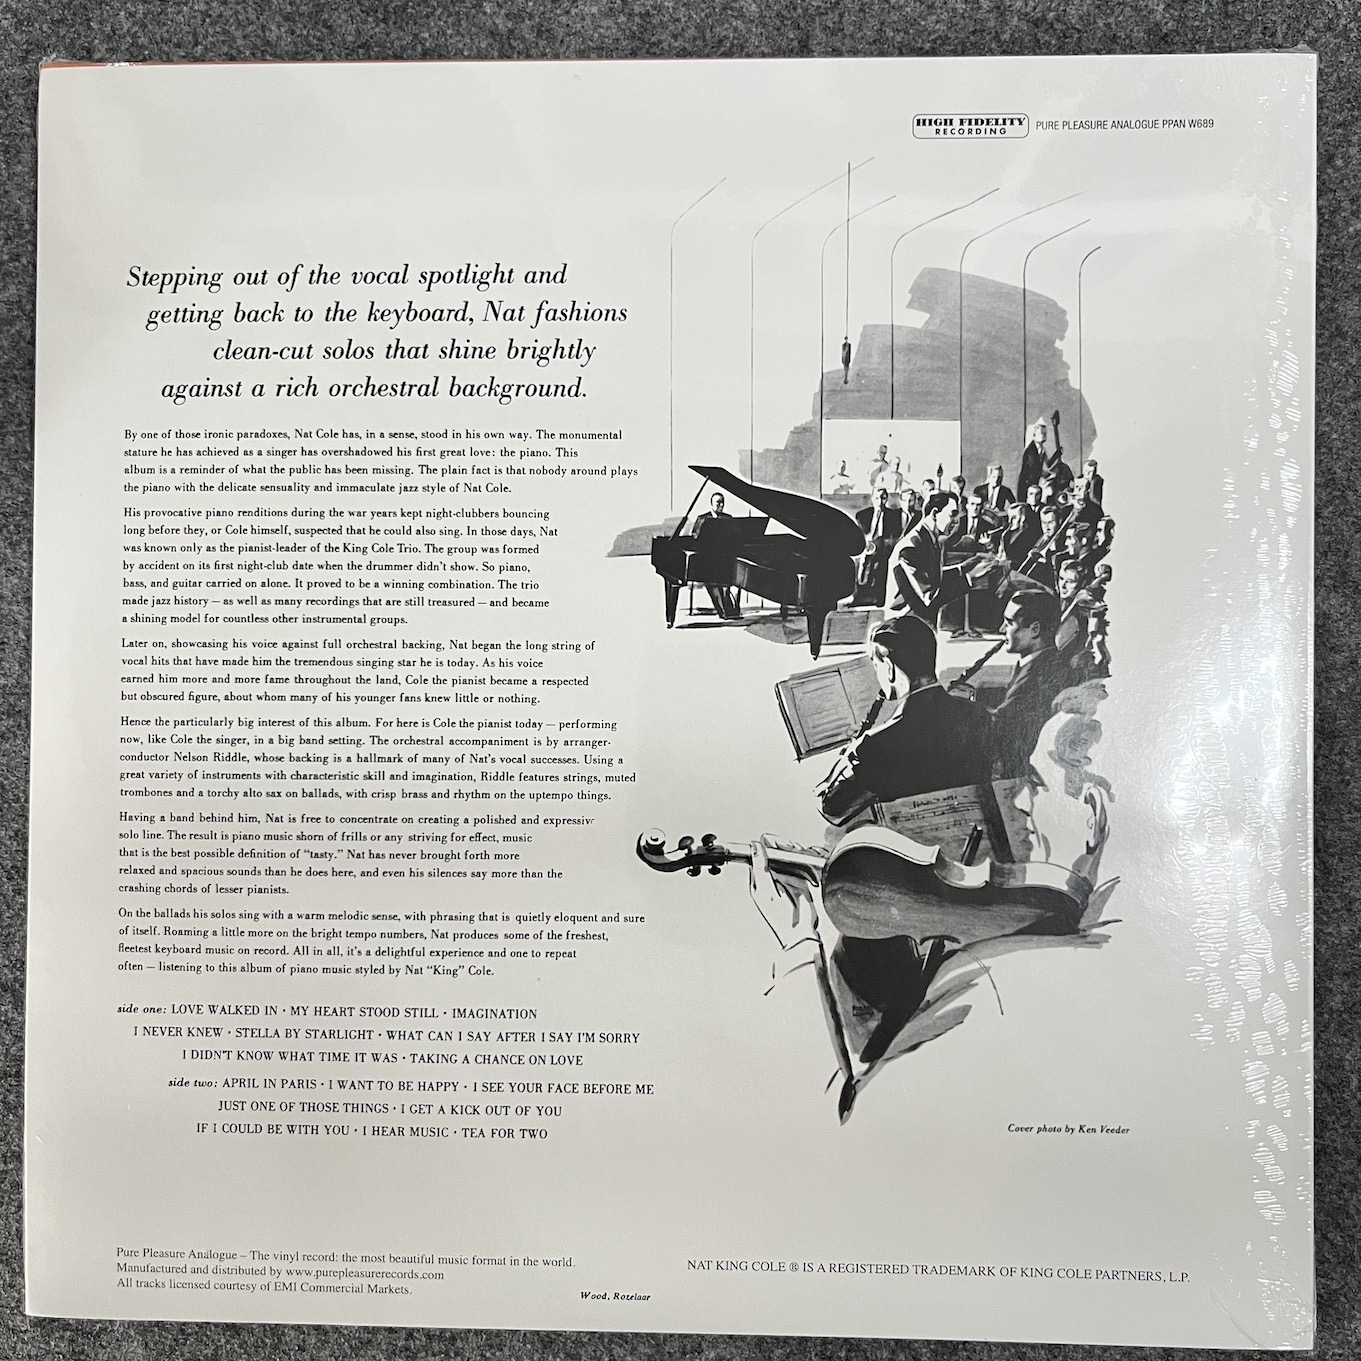 HIGH FIDELITY
RECORDING
PURE PLEASURE ANALOGUE PPAN W689
Stepping out of the vocal spotlight and
getting back to the keyboard, Nat fashions
clean-cut solos that shine brightly
against a rich orchestral background.
By one of those ironic paradoxes, Nat Cole has, in a sense, stood in his own way. The monumental
stature he has achieved as a singer has overshadowed his first great love: the piano. This
album is a reminder of what the public has been missing. The plain fact is that nobody around plays
the piano with the delicate sensuality and immaculate jazz style of Nat Cole.
His provocative piano renditions during the war years kept night-clubbers bouncing
long before they, or Cole himself, suspected that he could also sing. In those days, Nat
was known only as the pianist-leader of the King Cole Trio. The group was formed
by accident on its first night-club date when the drummer didn't show. So piano,
bass, and guitar carried on alone. It proved to be a winning combination. The trio
made jazz history — as well as many recordings that are still treasured — and became
a shining model for countless other instrumental groups.
Later on, showcasing his voice against full orchestral backing, Nat began the long string of
vocal hits that have made him the tremendous singing star he is today. As his voice
earned him more and more fame throughout the land, Cole the pianist became a respected
but obscured figure, about whom many of his younger fans knew little or nothing.
Hence the particularly big interest of this album. For here is Cole the pianist today — performing
now, like Cole the singer, in a big band setting. The orchestral accompaniment is by arranger-
conductor Nelson Riddle, whose backing is a hallmark of many of Nat's vocal successes. Using a
great variety of instruments with characteristic skill and imagination, Riddle features strings, muted
trombones and a torchy alto sax on ballads, with crisp brass and rhythm on the uptempo things.
Having a band behind him, Nat is free to concentrate on creating a polished and expressive
solo line. The result is piano music shorn of frills or any striving for effect, music
that is the best possible definition of "tasty." Nat has never brought forth more
relaxed and spacious sounds than he does here, and even his silences say more than the
crashing chords of lesser pianists.
On the ballads his solos sing with a warm melodic sense, with phrasing that is quietly eloquent and sure
of itself. Roaming a little more on the bright tempo numbers, Nat produces some of the freshest,
fleetest keyboard music on record. All in all, it's a delightful experience and one to repeat
often — listening to this album of piano music styled by Nat "King" Cole.
side one: LOVE WALKED IN · MY HEART STOOD STILL · IMAGINATION
I NEVER KNEW · STELLA BY STARLIGHT · WHAT CAN I SAY AFTER I SAY I'M SORRY
I DIDN'T KNOW WHAT TIME IT WAS · TAKING A CHANCE ON LOVE
side two: APRIL IN PARIS · I WANT TO BE HAPPY · I SEE YOUR FACE BEFORE ME
JUST ONE OF THOSE THINGS · I GET A KICK OUT OF YOU
IF I COULD BE WITH YOU · I HEAR MUSIC · TEA FOR TWO
Cover photo by Ken Veeder
Pure Pleasure Analogue – The vinyl record: the most beautiful music format in the world.
Manufactured and distributed by www.purepleasurerecords.com
All tracks licensed courtesy of EMI Commercial Markets.
Wood, Rozelaar
NAT KING COLE ® IS A REGISTERED TRADEMARK OF KING COLE PARTNERS, L.P.